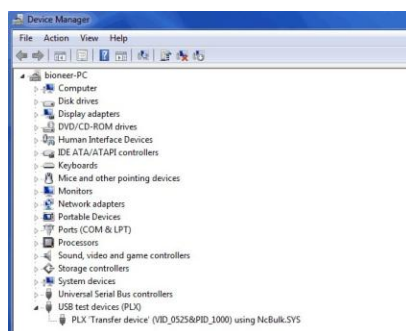 Device Manager
File Action View Help
bioneer-PC
Computer
Disk drives
Display adapters
DVD/CD-ROM drives
Human Interface Devices
IDE ATA/ATAPI controllers
Keyboards
Mice and other pointing devices
Monitors
Network adapters
Portable Devices
Ports (COM & LPT)
Processors
Sound, video and game controllers
Storage controllers
System devices
Universal Serial Bus controllers
USB test devices (PLX)
PLX 'Transfer device' (VID_0525&PID_1000) using NcBulk.SYS